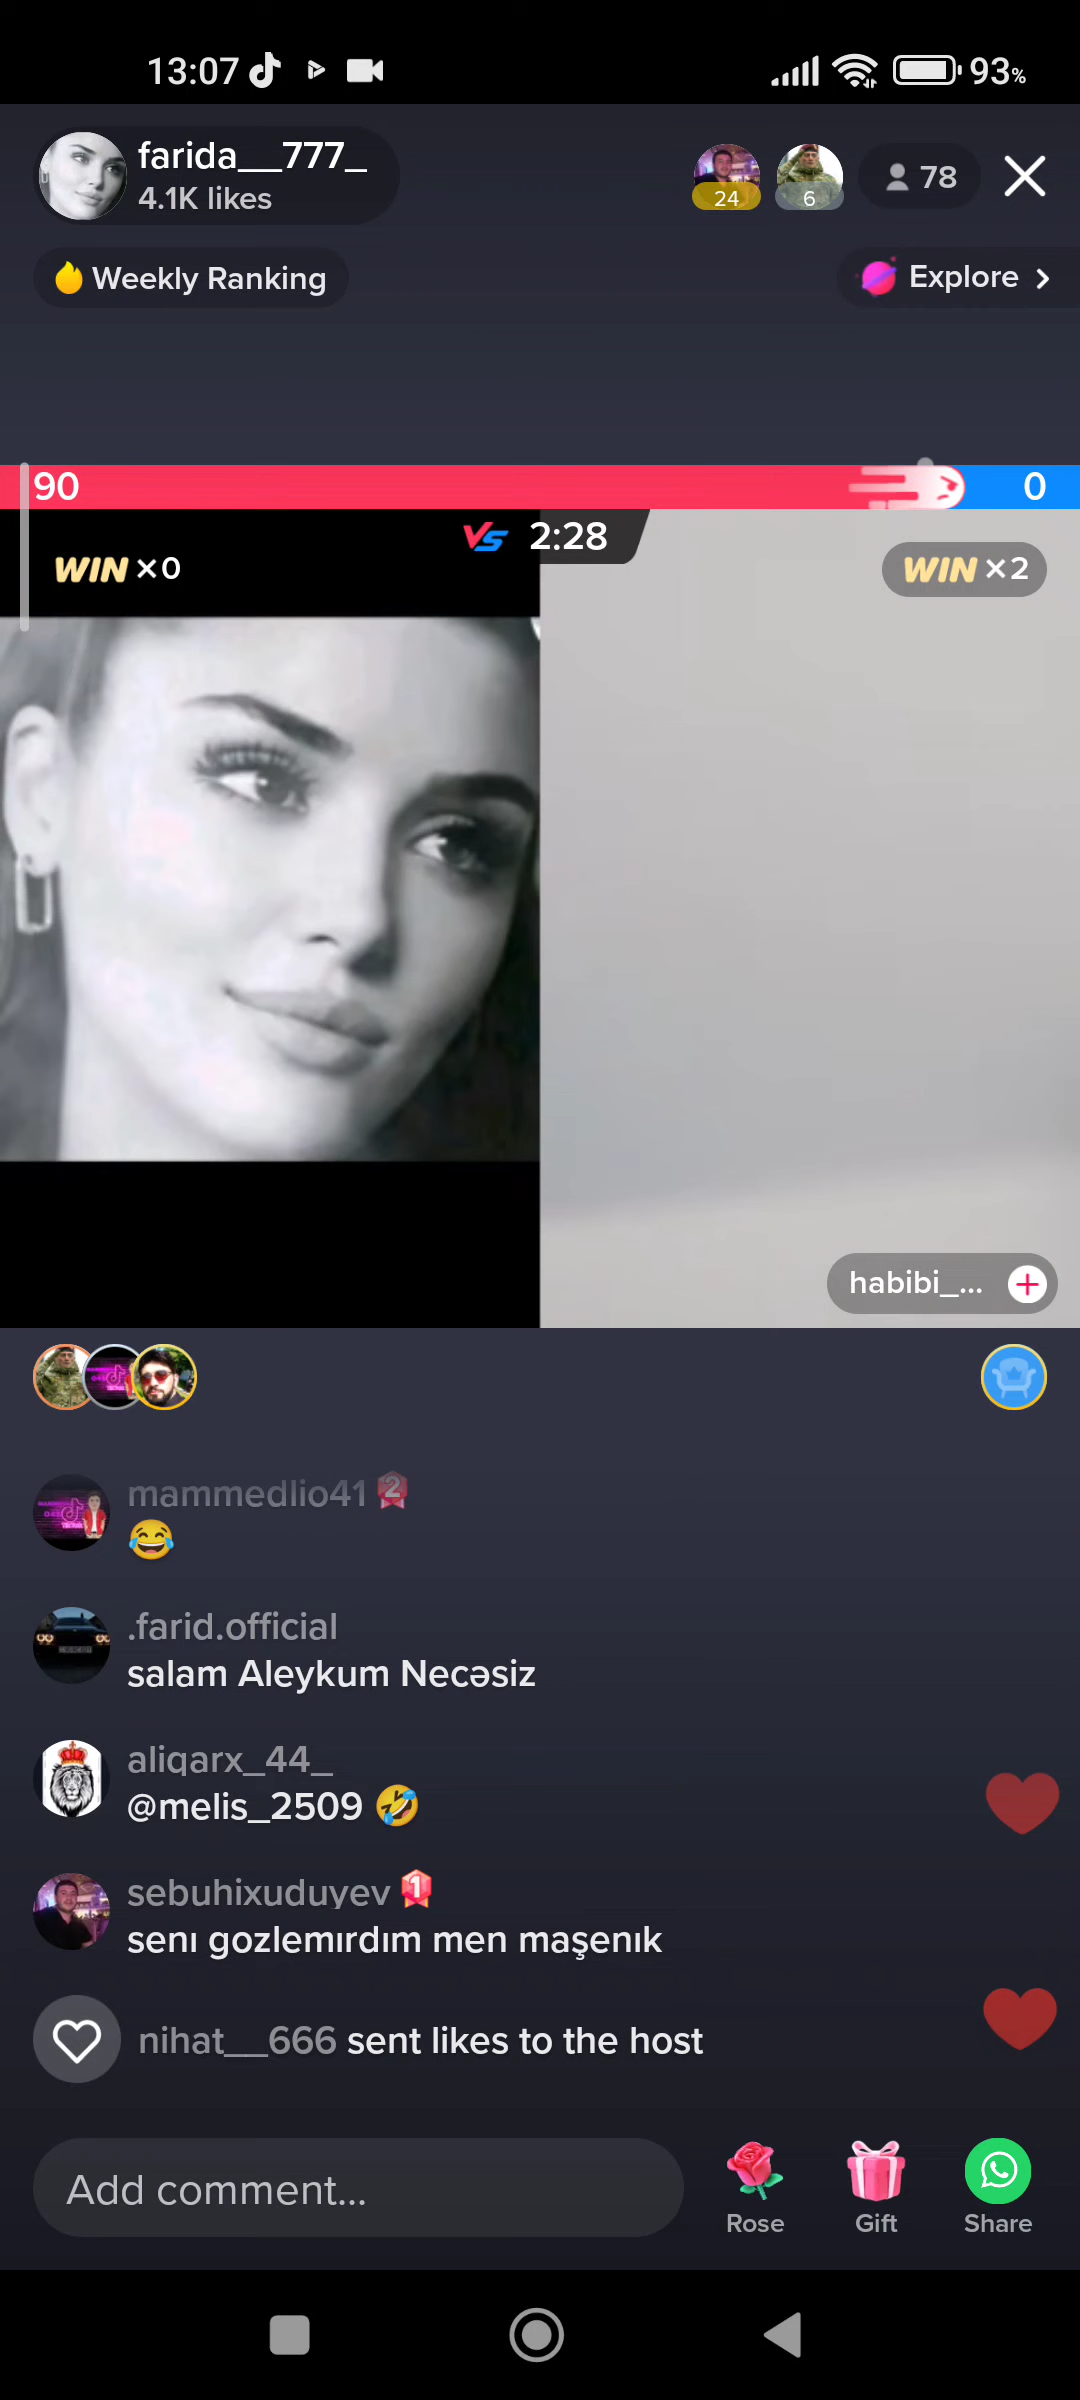 13:07
93%
farida__777_
4.1K likes
24
6
78
Weekly Ranking
Explore
90
0
VS 2:28
WIN ×0
WIN ×2
habibi_...
mammedlio41 2
😂
.farid.official
salam Aleykum Necəsiz
aliqarx_44_
@melis_2509 🤣
sebuhixuduyev 1
senı gozlemırdım men maşenık
nihat__666 sent likes to the host
Add comment...
Rose
Gift
Share